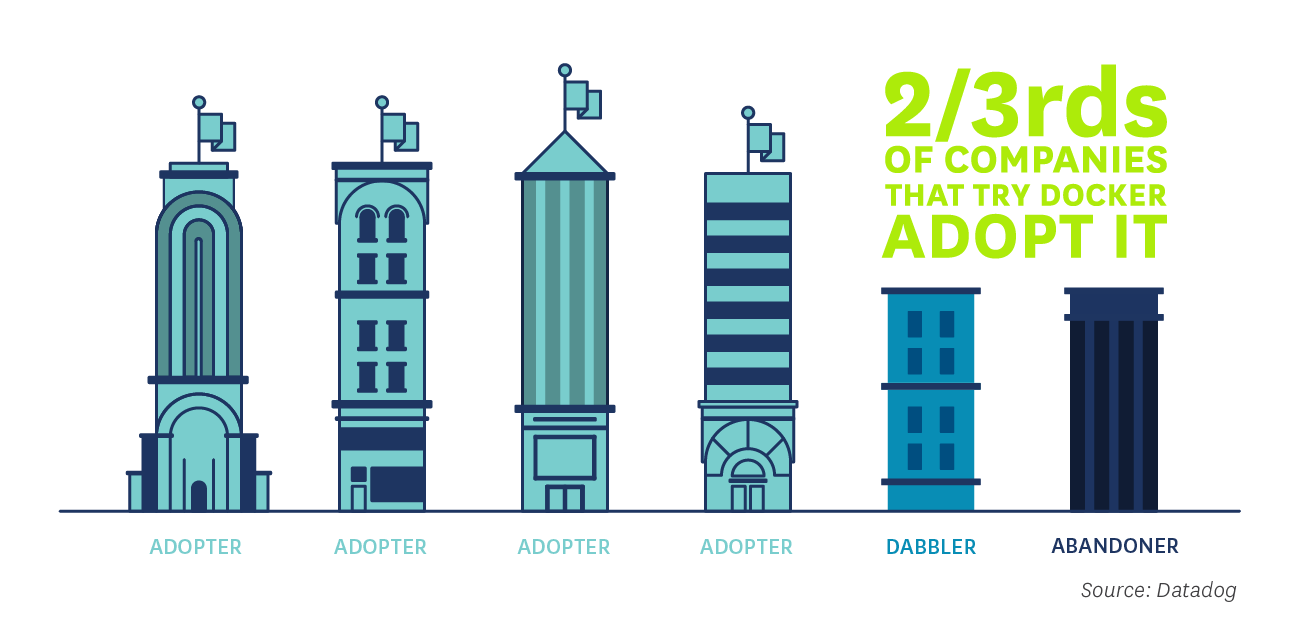 2/3rds
OF COMPANIES
THAT TRY DOCKER
ADOPT IT
ADOPTER
ADOPTER
ADOPTER
ADOPTER
DABBLER
ABANDONER
Source: Datadog